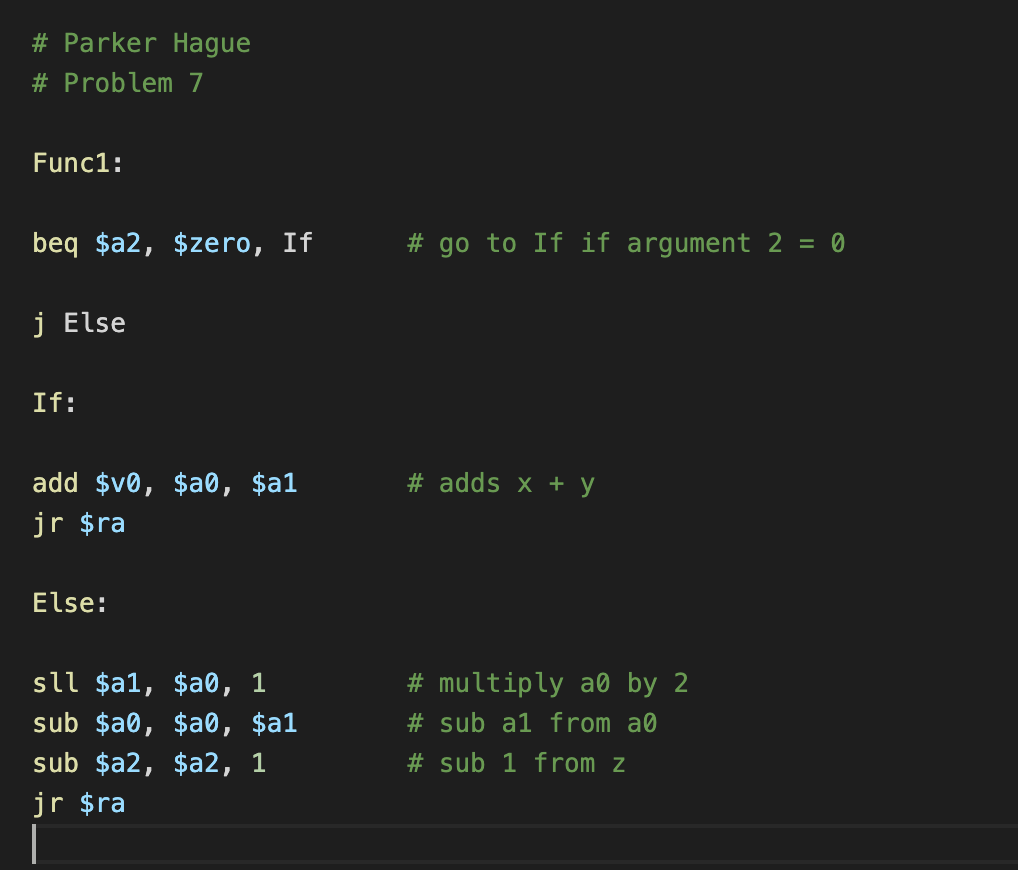 # Parker Hague
# Problem 7
Func1:
beq $a2, $zero, If      # go to If if argument 2 = 0
j Else
If:
add $v0, $a0, $a1       # adds x + y
jr $ra
Else:
sll $a1, $a0, 1         # multiply a0 by 2
sub $a0, $a0, $a1       # sub a1 from a0
sub $a2, $a2, 1         # sub 1 from z
jr $ra